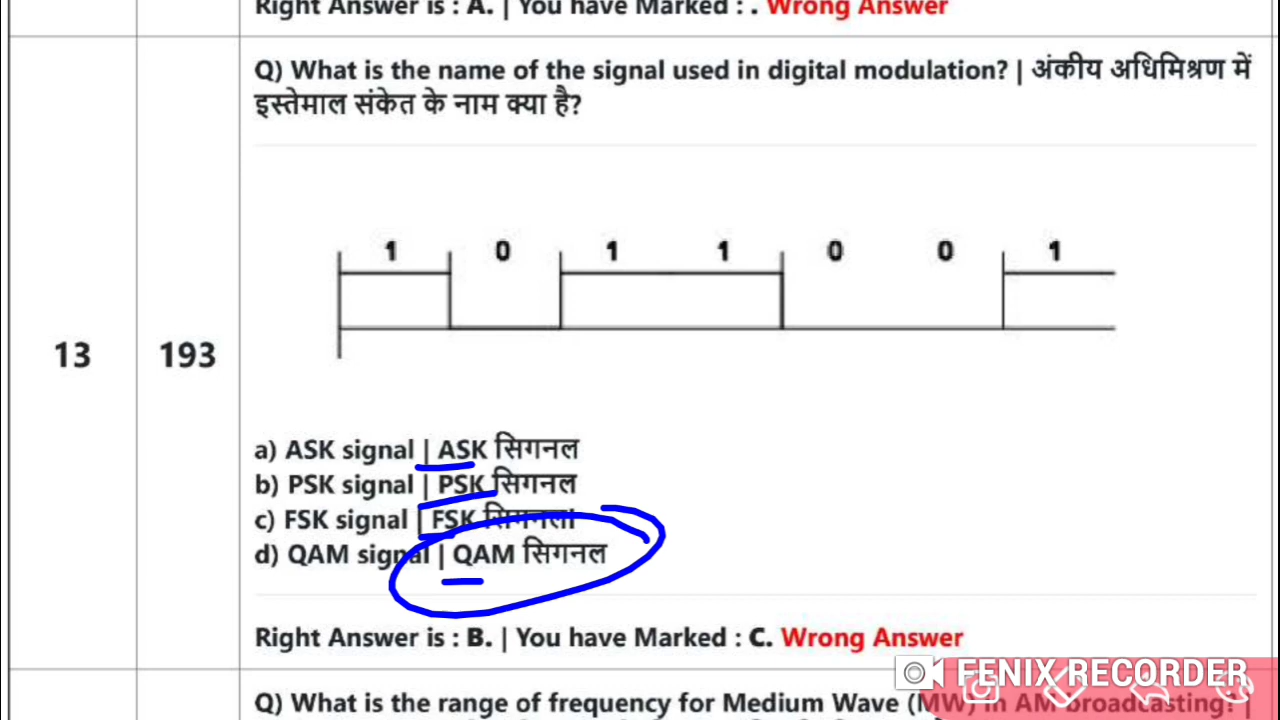 Right Answer is : A. | You have Marked : . Wrong Answer
Q) What is the name of the signal used in digital modulation? | अंकीय अधिमिश्रण में
इस्तेमाल संकेत के नाम क्या है?
1 0 1 1 0 0 1
13 193
a) ASK signal | ASK सिगनल
b) PSK signal | PSK सिगनल
c) FSK signal | FSK सिगनल।
d) QAM signal | QAM सिगनल
Right Answer is : B. | You have Marked : C. Wrong Answer
FENIX RECORDER
Q) What is the range of frequency for Medium Wave (MW) in AM broadcasting? |